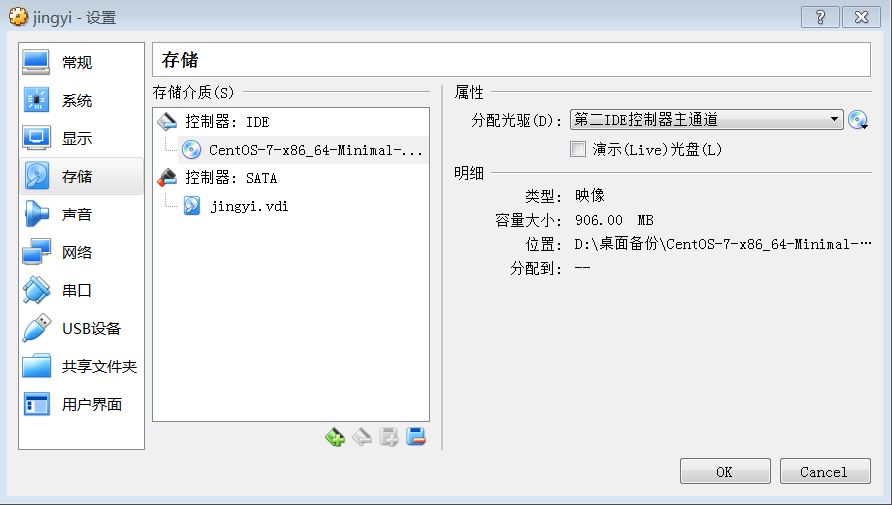 jingyi - 设置
常规
系统
显示
存储
声音
网络
串口
USB设备
共享文件夹
用户界面
存储
存储介质(S)
控制器: IDE
CentOS-7-x86_64-Minimal-...
控制器: SATA
jingyi.vdi
属性
分配光驱(D): 第二IDE控制器主通道
演示(Live)光盘(L)
明细
类型: 映像
容量大小: 906.00 MB
位置: D:\桌面备份\CentOS-7-x86_64-Minimal-…
分配到: --
OK
Cancel